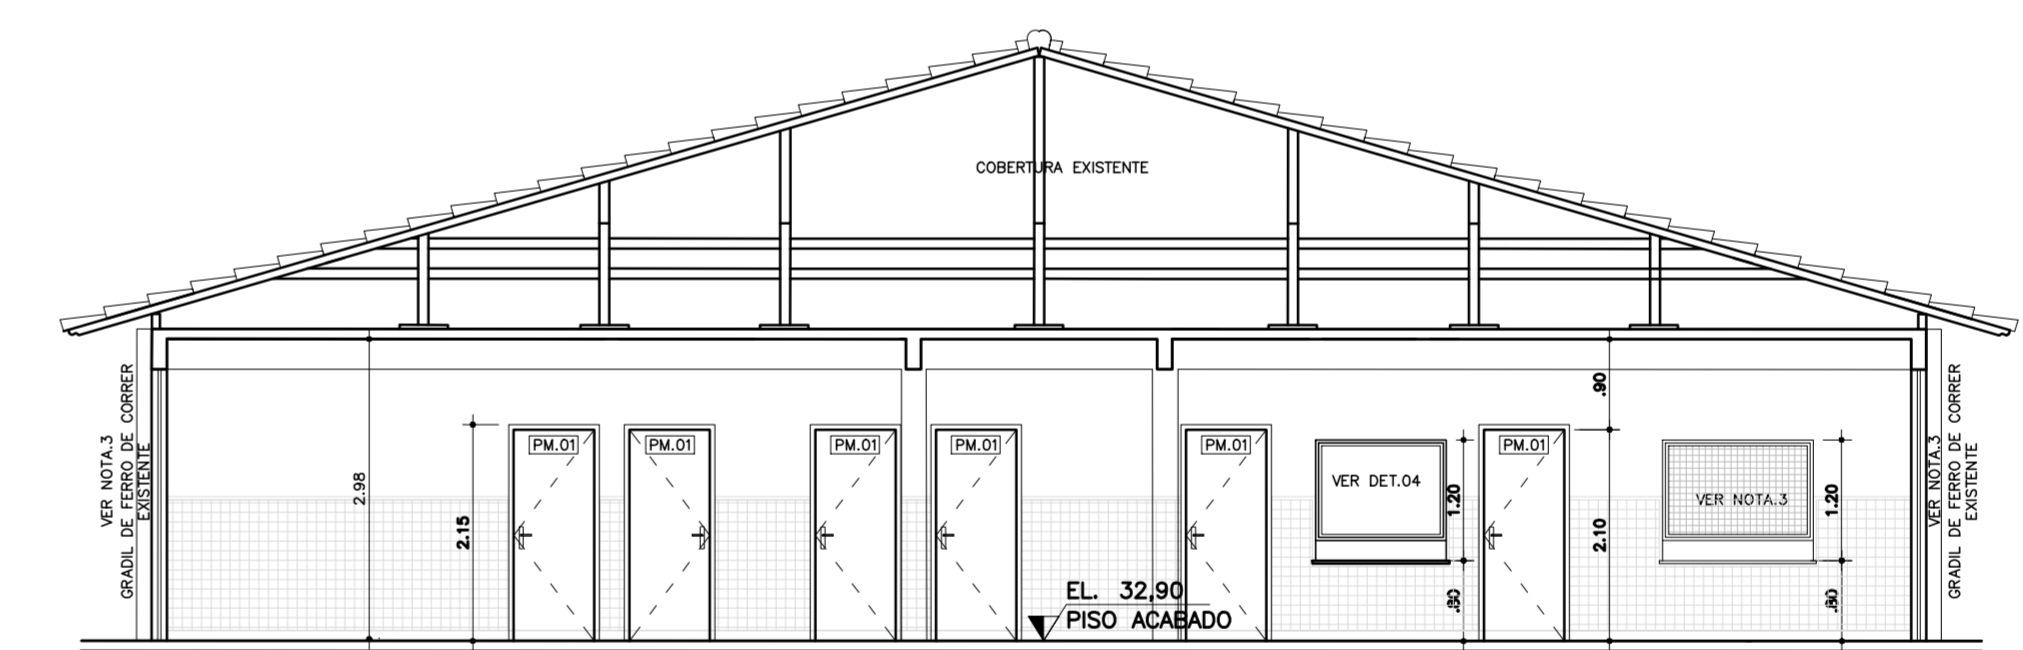 COBERTURA EXISTENTE
VER NOTA.3
GRADIL DE FERRO DE CORRER
EXISTENTE
2.98
2.15
PM.01
PM.01
PM.01
PM.01
PM.01
VER DET.04
1.20
.80
PM.01
.90
2.10
VER NOTA.3
1.20
.80
VER NOTA.3
GRADIL DE FERRO DE CORRER
EXISTENTE
EL. 32,90
PISO ACABADO